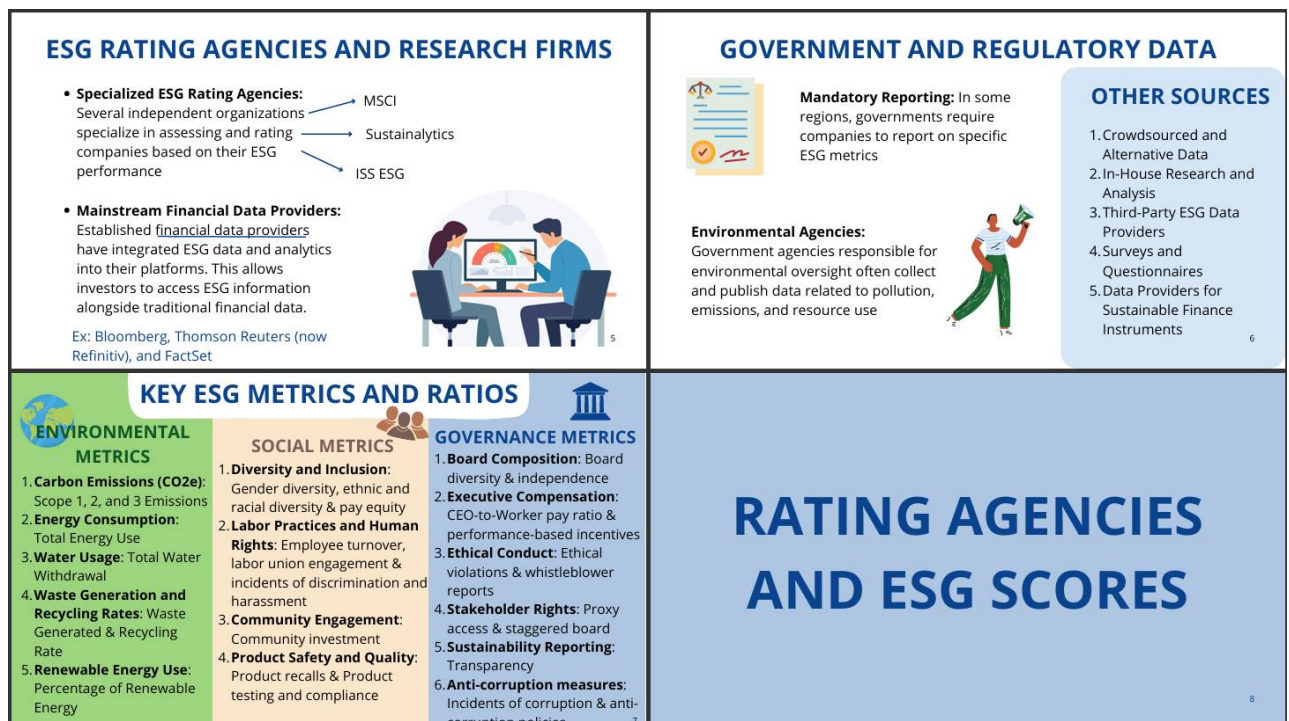 ESG RATING AGENCIES AND RESEARCH FIRMS
• Specialized ESG Rating Agencies:
Several independent organizations
specialize in assessing and rating
companies based on their ESG
performance
MSCI
Sustainalytics
ISS ESG
• Mainstream Financial Data Providers:
Established financial data providers
have integrated ESG data and analytics
into their platforms. This allows
investors to access ESG information
alongside traditional financial data.
Ex: Bloomberg, Thomson Reuters (now
Refinitiv), and FactSet
5
GOVERNMENT AND REGULATORY DATA
Mandatory Reporting: In some
regions, governments require
companies to report on specific
ESG metrics
Environmental Agencies:
Government agencies responsible for
environmental oversight often collect
and publish data related to pollution,
emissions, and resource use
OTHER SOURCES
1. Crowdsourced and
Alternative Data
2. In-House Research and
Analysis
3. Third-Party ESG Data
Providers
4. Surveys and
Questionnaires
5. Data Providers for
Sustainable Finance
Instruments
6
KEY ESG METRICS AND RATIOS
ENVIRONMENTAL
METRICS
1. Carbon Emissions (CO2e):
Scope 1, 2, and 3 Emissions
2. Energy Consumption:
Total Energy Use
3. Water Usage: Total Water
Withdrawal
4. Waste Generation and
Recycling Rates: Waste
Generated & Recycling
Rate
5. Renewable Energy Use:
Percentage of Renewable
Energy
SOCIAL METRICS
1. Diversity and Inclusion:
Gender diversity, ethnic and
racial diversity & pay equity
2. Labor Practices and Human
Rights: Employee turnover,
labor union engagement &
incidents of discrimination and
harassment
3. Community Engagement:
Community investment
4. Product Safety and Quality:
Product recalls & Product
testing and compliance
GOVERNANCE METRICS
1. Board Composition: Board
diversity & independence
2. Executive Compensation:
CEO-to-Worker pay ratio &
performance-based incentives
3. Ethical Conduct: Ethical
violations & whistleblower
reports
4. Stakeholder Rights: Proxy
access & staggered board
5. Sustainability Reporting:
Transparency
6. Anti-corruption measures:
Incidents of corruption & anti-
corruption policies
7
RATING AGENCIES
AND ESG SCORES
8